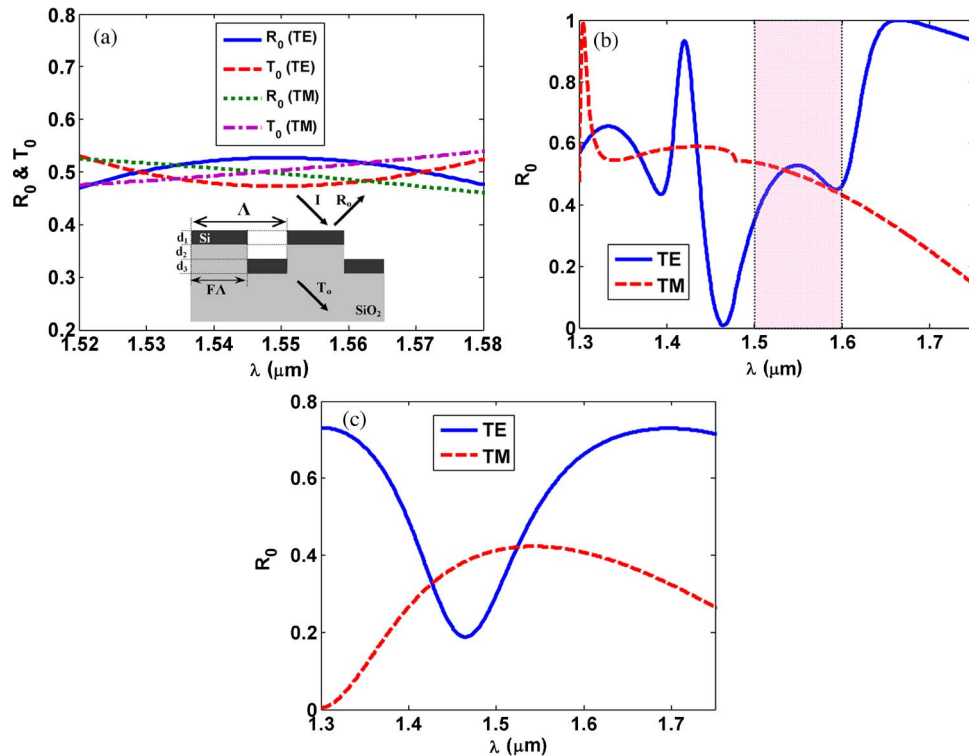 (a)
R₀ (TE)
T₀ (TE)
R₀ (TM)
T₀ (TM)
R₀ & T₀
0.8
0.7
0.6
0.5
0.4
0.3
0.2
I R₀
Λ
d₁ Si
d₂
d₃
FΛ
T₀
SiO₂
1.52 1.53 1.54 1.55 1.56 1.57 1.58
λ (μm)
(b)
R₀
1
0.8
0.6
0.4
0.2
0
TE
TM
1.3 1.4 1.5 1.6 1.7
λ (μm)
(c)
R₀
0.8
0.6
0.4
0.2
0
TE
TM
1.3 1.4 1.5 1.6 1.7
λ (μm)